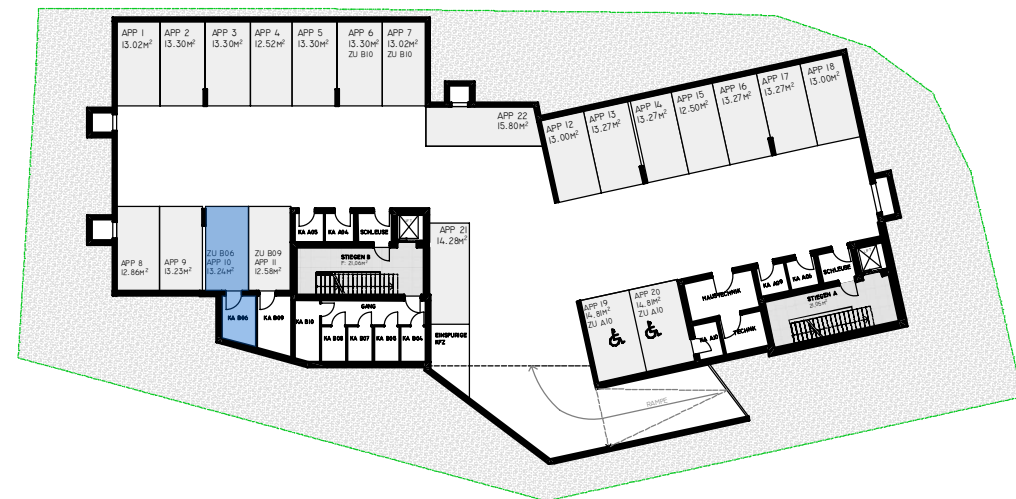 APP 1
13.02M²
APP 2
13.30M²
APP 3
13.30M²
APP 4
12.52M²
APP 5
13.30M²
APP 6
13.30M²
ZU B10
APP 7
13.02M²
ZU B10
APP 22
15.80M²
APP 12
13.00M²
APP 13
13.27M²
APP 14
13.27M²
APP 15
12.50M²
APP 16
13.27M²
APP 17
13.27M²
APP 18
13.00M²
APP 8
12.86M²
APP 9
13.23M²
ZU B06
APP 10
13.24M²
ZU B09
APP 11
12.58M²
KA A05
KA A04
SCHLEUSE
STIEGEN B
F: 21.06m²
APP 21
14.28M²
KA B06
KA B09
KA B10
GANG
KA B08
KA B07
KA B05
KA B04
EINSPURIGE
KFZ
APP 19
14.81M²
ZU A10
APP 20
14.81M²
ZU A10
HAUSTECHNIK
KA A09
KA A06
SCHLEUSE
STIEGEN A
KA A10
TECHNIK
RAMPE